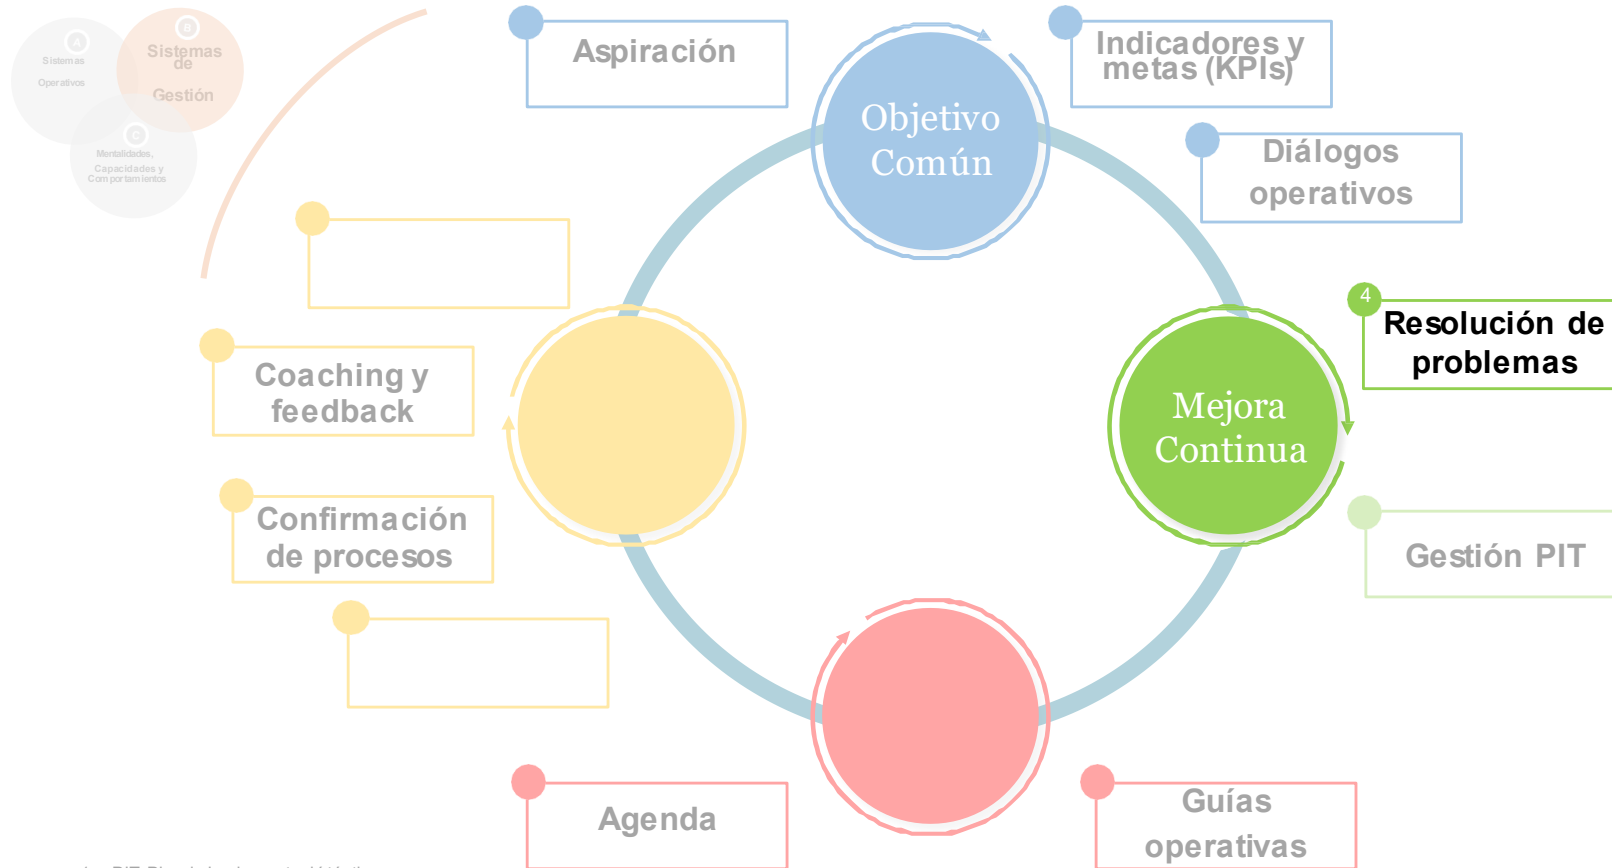 A
Sistemas
Operativos
B
Sistemas
de
Gestión
C
Mentalidades,
Capacidades y
Comportamientos
Aspiración
Objetivo
Común
Indicadores y
metas (KPIs)
Diálogos
operativos
4
Resolución de
problemas
Mejora
Continua
Gestión PIT
Coaching y
feedback
Confirmación
de procesos
Agenda
Guías
operativas